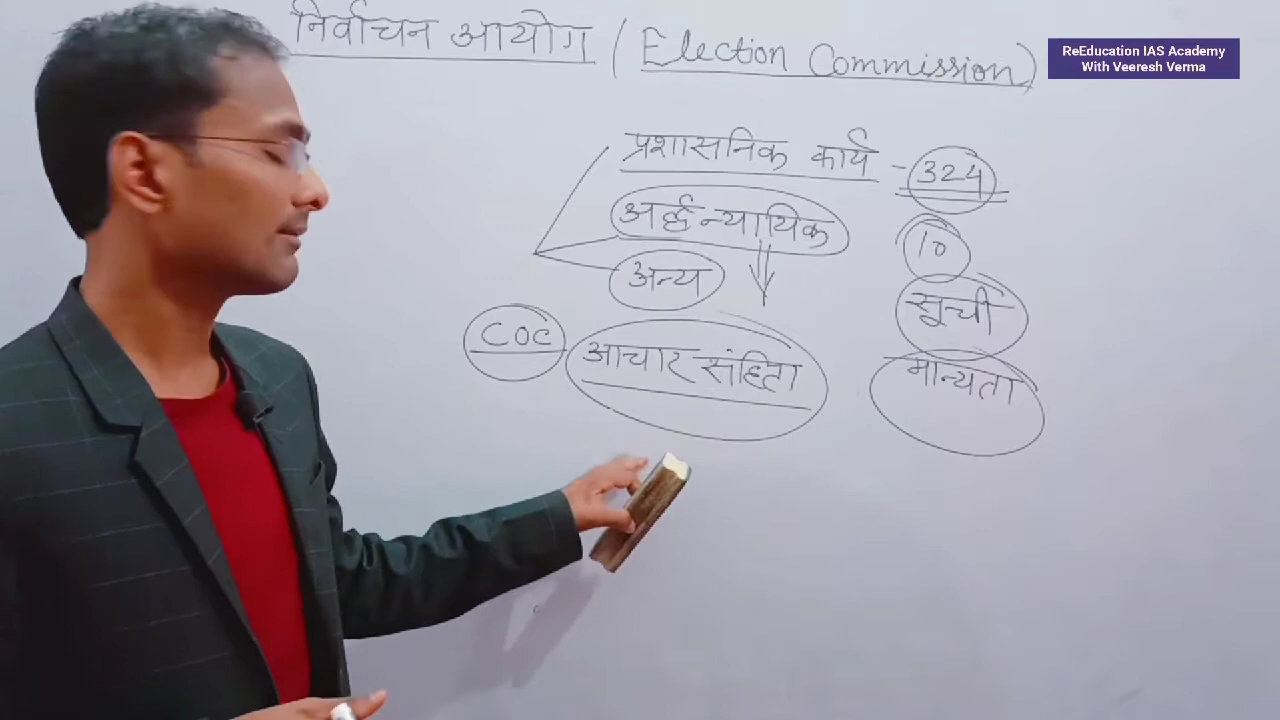 निर्वाचन आयोग ( Election Commission)
ReEducation IAS Academy
With Veeresh Verma
प्रशासनिक कार्य - 324
अर्द्धन्यायिक 10
अन्य सूची
COC आचार संहिता मान्यता